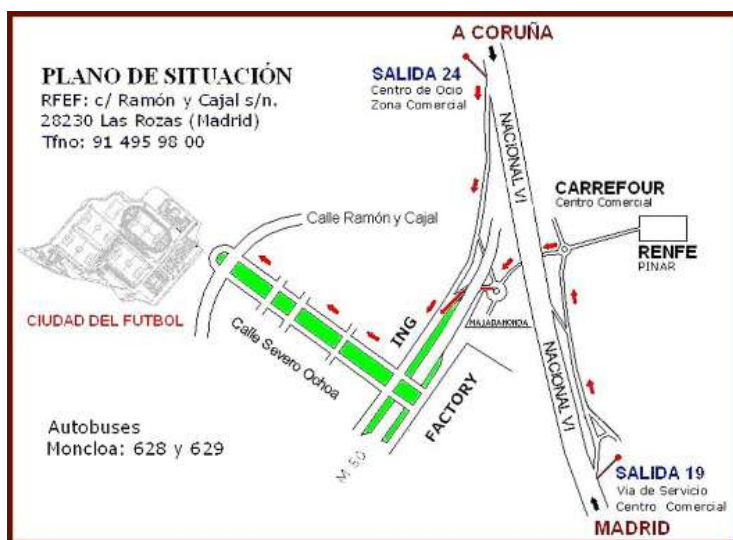 A CORUÑA
PLANO DE SITUACIÓN
RFEF: c/ Ramón y Cajal s/n.
28230 Las Rozas (Madrid)
Tfno: 91 495 98 00
SALIDA 24
Centro de Ocio
Zona Comercial
NACIONAL VI
CARREFOUR
Centro Comercial
RENFE
PINAR
Calle Ramón y Cajal
CIUDAD DEL FUTBOL
MAJADAHONDA
ING
Calle Severo Ochoa
FACTORY
NACIONAL VI
Autobuses
Moncloa: 628 y 629
M 50
SALIDA 19
Via de Servicio
Centro Comercial
MADRID